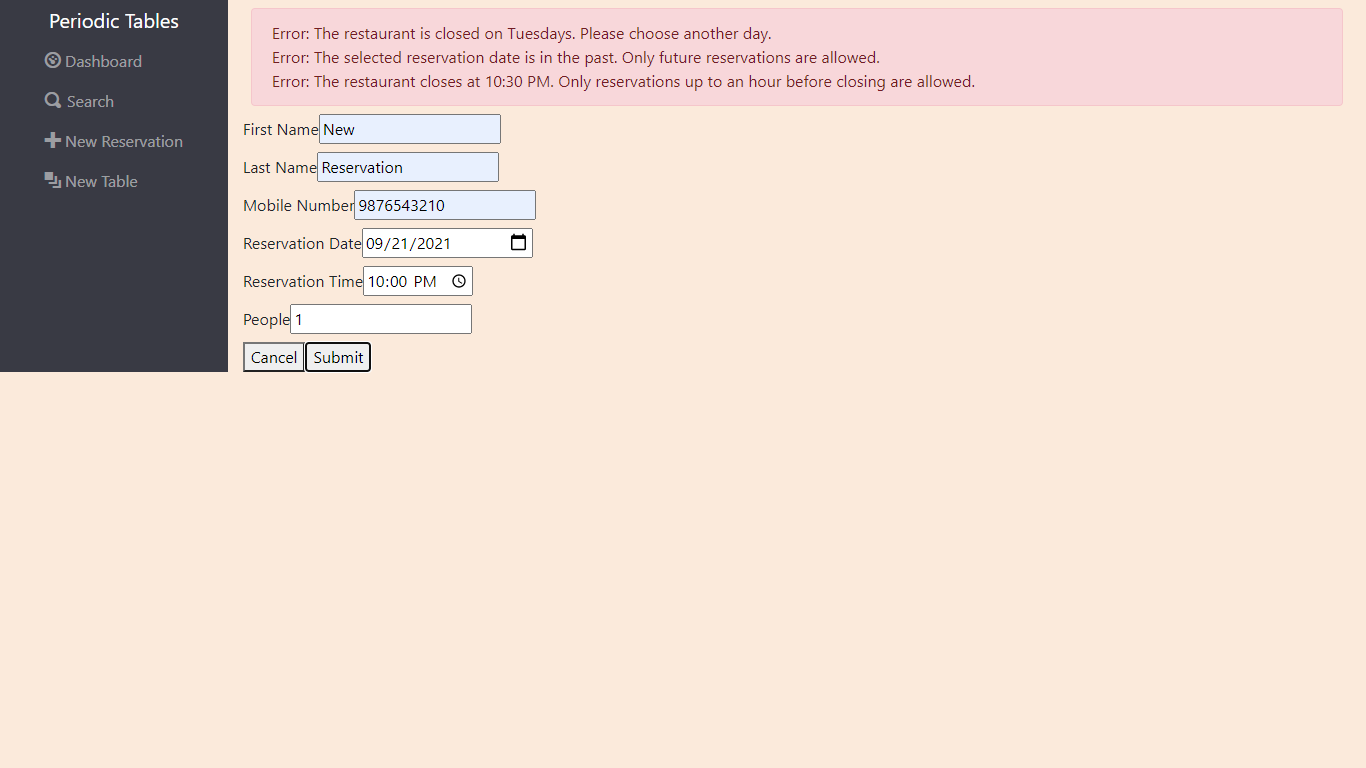 Periodic Tables
Dashboard
Search
New Reservation
New Table
Error: The restaurant is closed on Tuesdays. Please choose another day.
Error: The selected reservation date is in the past. Only future reservations are allowed.
Error: The restaurant closes at 10:30 PM. Only reservations up to an hour before closing are allowed.
First Name New
Last Name Reservation
Mobile Number 9876543210
Reservation Date 09/21/2021
Reservation Time 10:00 PM
People 1
Cancel Submit